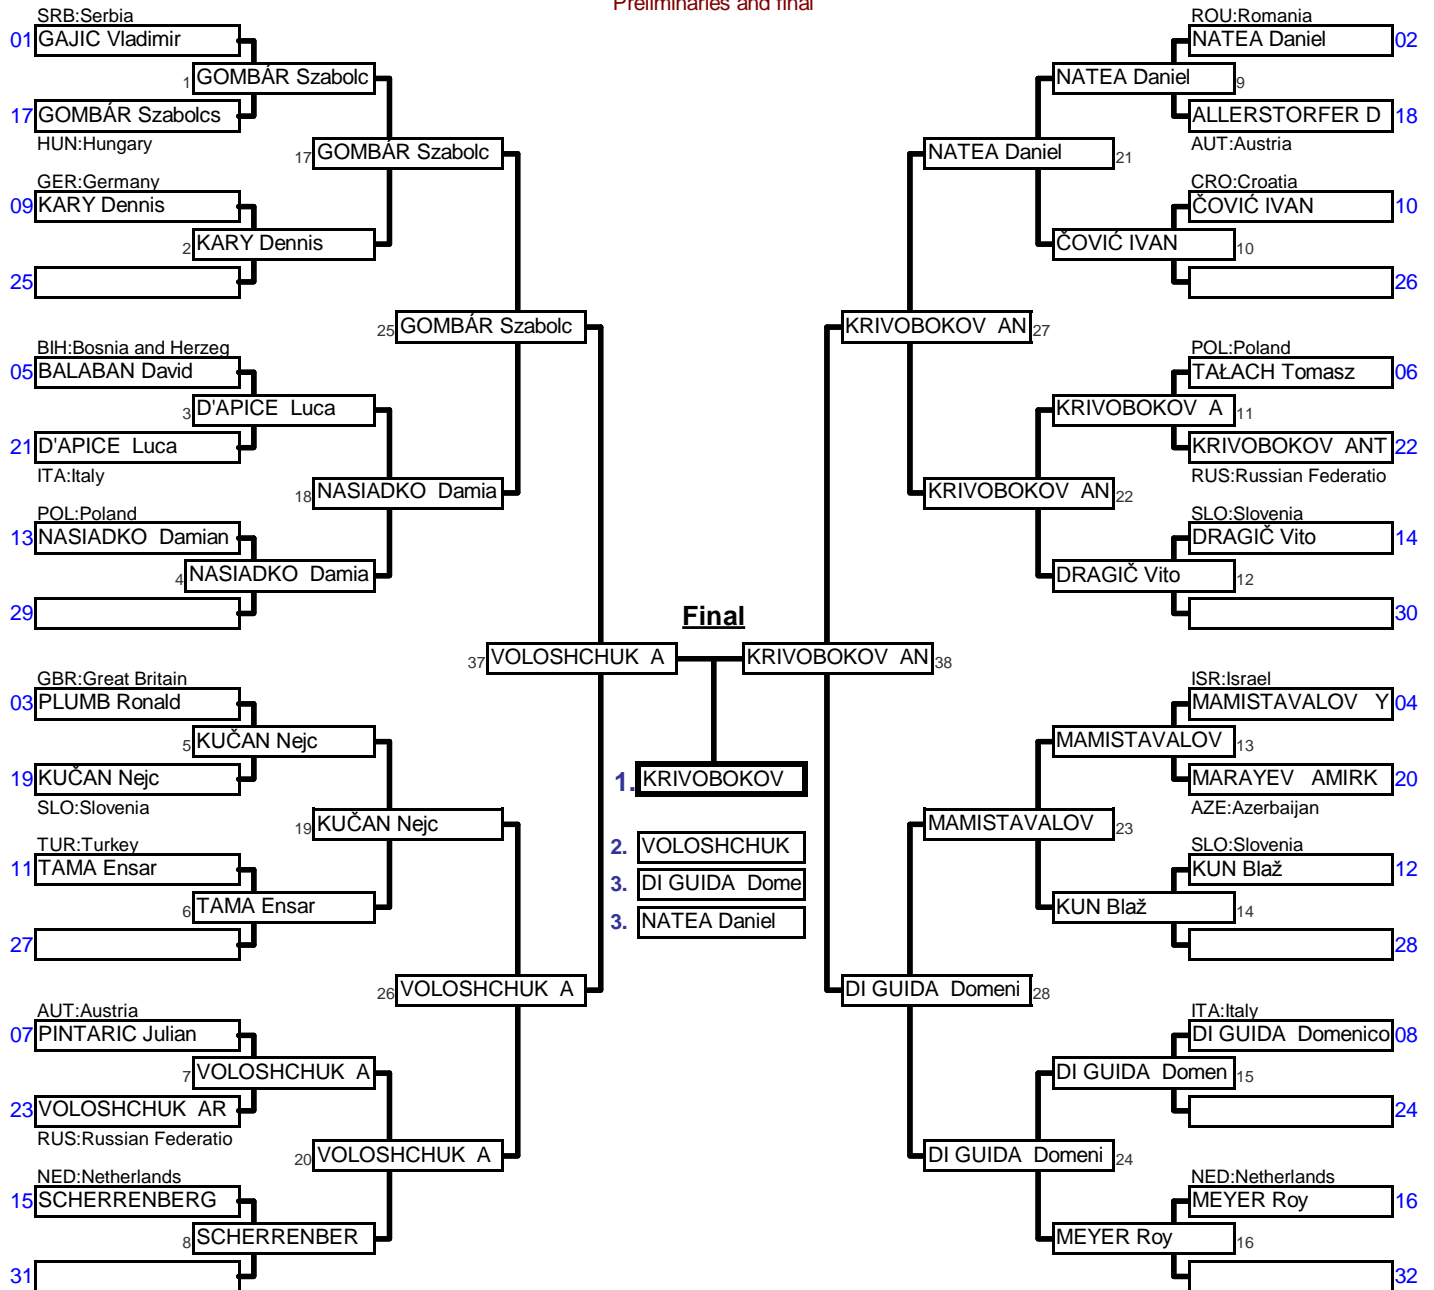 Preliminaries and final
SRB:Serbia
01 GAJIC Vladimir
1 GOMBÁR Szabolc
17 GOMBÁR Szabolcs
HUN:Hungary
17 GOMBÁR Szabolc
GER:Germany
09 KARY Dennis
2 KARY Dennis
25
25 GOMBÁR Szabolc
BIH:Bosnia and Herzeg
05 BALABAN David
3 D'APICE Luca
21 D'APICE Luca
ITA:Italy
18 NASIADKO Damia
POL:Poland
13 NASIADKO Damian
4 NASIADKO Damia
29
37 VOLOSHCHUK A
GBR:Great Britain
03 PLUMB Ronald
5 KUČAN Nejc
19 KUČAN Nejc
SLO:Slovenia
19 KUČAN Nejc
TUR:Turkey
11 TAMA Ensar
6 TAMA Ensar
27
26 VOLOSHCHUK A
AUT:Austria
07 PINTARIC Julian
7 VOLOSHCHUK A
23 VOLOSHCHUK AR
RUS:Russian Federatio
20 VOLOSHCHUK A
NED:Netherlands
15 SCHERRENBERG
8 SCHERRENBER
31
Final
1. KRIVOBOKOV
2. VOLOSHCHUK
3. DI GUIDA Dome
3. NATEA Daniel
ROU:Romania
NATEA Daniel 02
NATEA Daniel 9
ALLERSTORFER D 18
AUT:Austria
NATEA Daniel 21
CRO:Croatia
ČOVIĆ IVAN 10
ČOVIĆ IVAN 10
26
KRIVOBOKOV AN 27
POL:Poland
TAŁACH Tomasz 06
KRIVOBOKOV A 11
KRIVOBOKOV ANT 22
RUS:Russian Federatio
KRIVOBOKOV AN 22
SLO:Slovenia
DRAGIČ Vito 14
DRAGIČ Vito 12
30
KRIVOBOKOV AN 38
ISR:Israel
MAMISTAVALOV Y 04
MAMISTAVALOV 13
MARAYEV AMIRK 20
AZE:Azerbaijan
MAMISTAVALOV 23
SLO:Slovenia
KUN Blaž 12
KUN Blaž 14
28
DI GUIDA Domeni 28
ITA:Italy
DI GUIDA Domenico 08
DI GUIDA Domen 15
24
DI GUIDA Domeni 24
NED:Netherlands
MEYER Roy 16
MEYER Roy 16
32